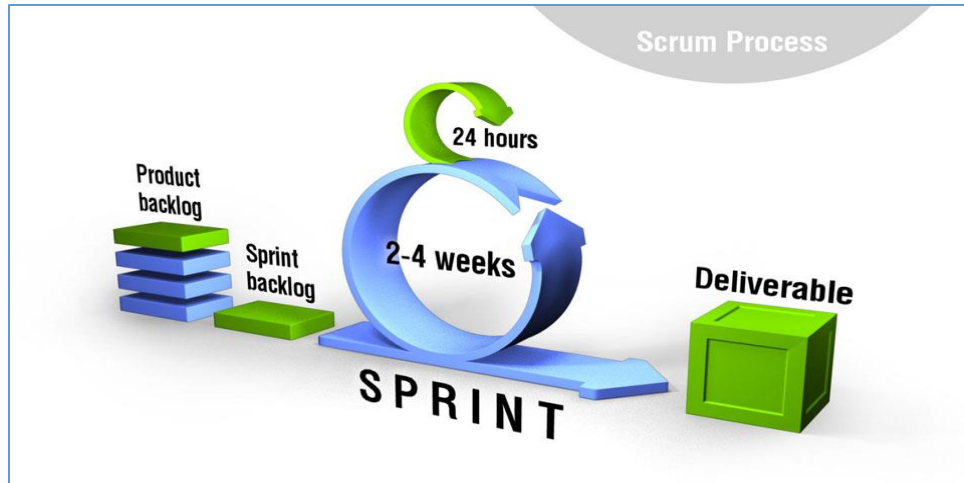 Scrum Process
24 hours
Product
backlog
Sprint
backlog
2-4 weeks
Deliverable
SPRINT